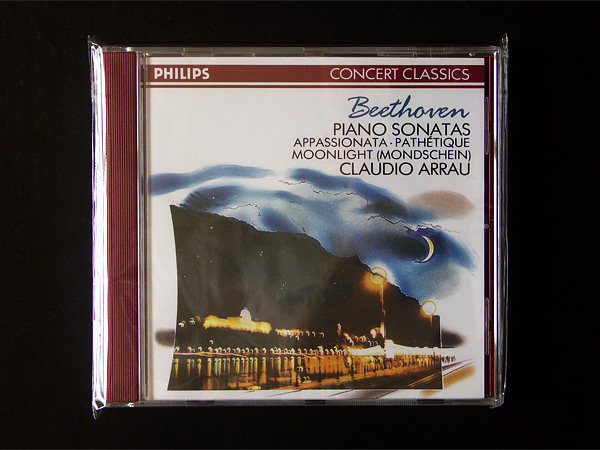 PHILIPS CONCERT CLASSICS
Beethoven
PIANO SONATAS
APPASSIONATA · PATHÉTIQUE
MOONLIGHT (MONDSCHEIN)
CLAUDIO ARRAU